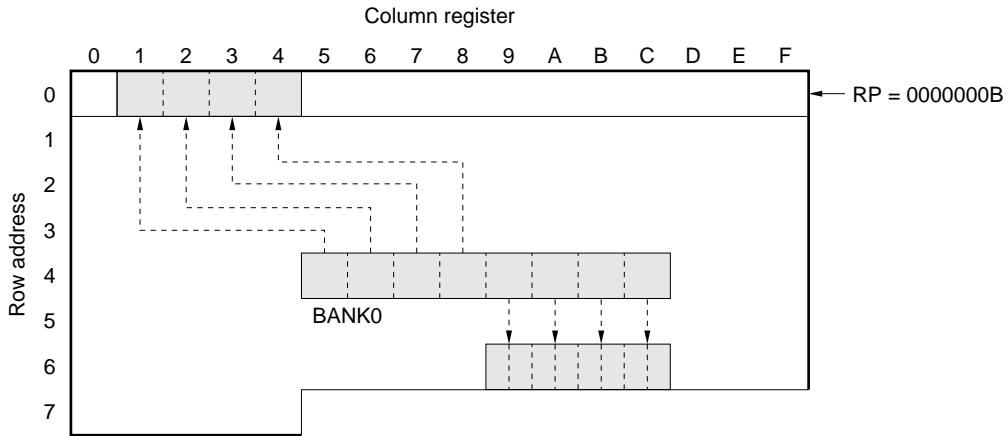 Column register
0 1 2 3 4 5 6 7 8 9 A B C D E F
0
RP = 0000000B
1
2
3
4
BANK0
5
6
7
Row address